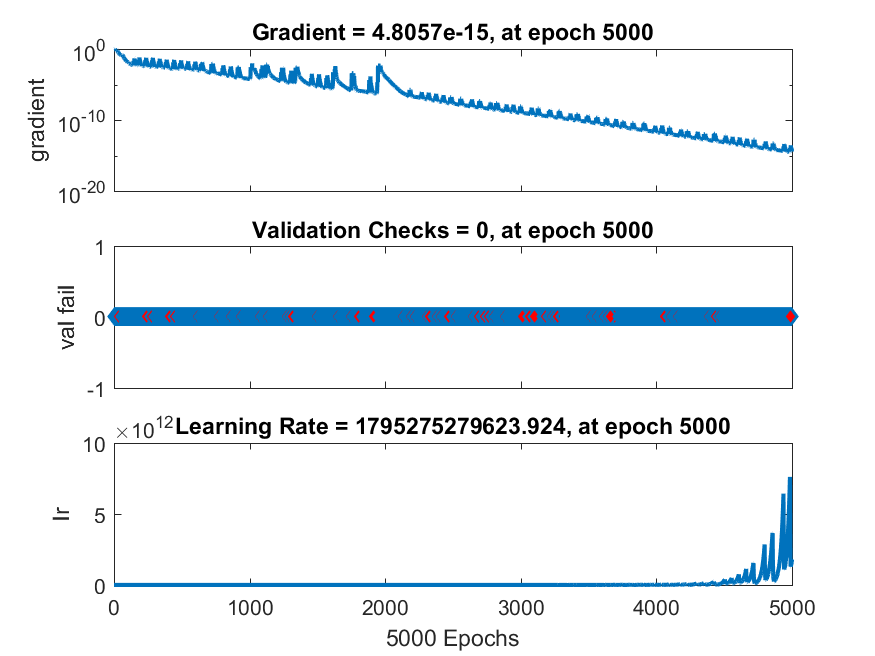 Gradient = 4.8057e-15, at epoch 5000
gradient
10^0
10^-10
10^-20
Validation Checks = 0, at epoch 5000
val fail
1
0
-1
×10^12
Learning Rate = 1795275279623.924, at epoch 5000
lr
10
5
0
0 1000 2000 3000 4000 5000
5000 Epochs